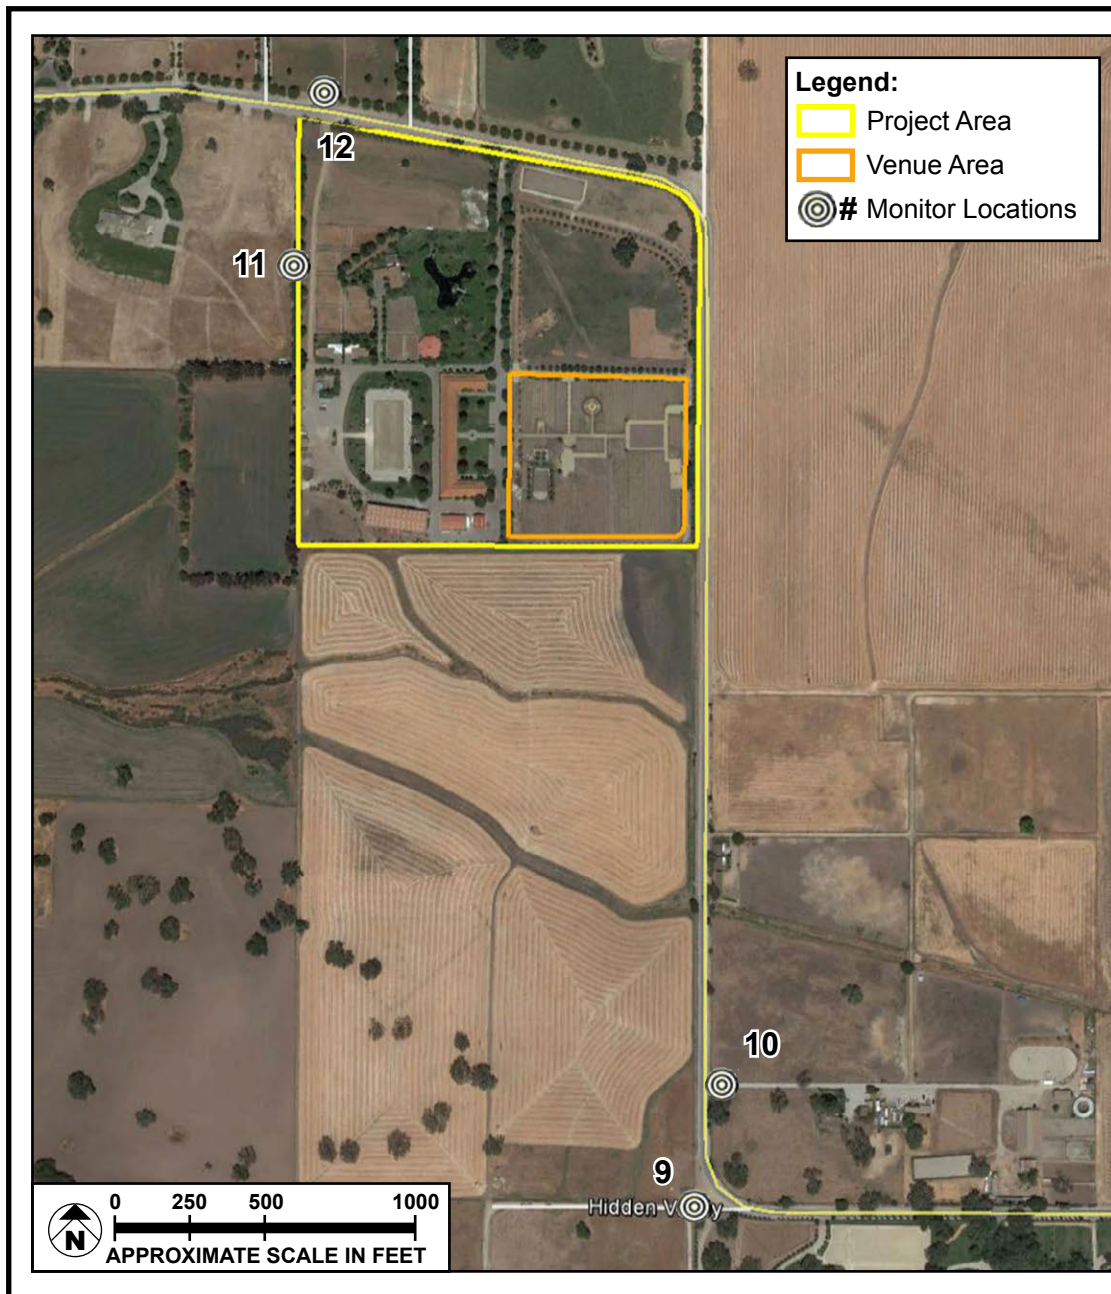 Legend:
Project Area
Venue Area
# Monitor Locations
12
11
10
9
Hidden V y
0 250 500 1000
N
APPROXIMATE SCALE IN FEET